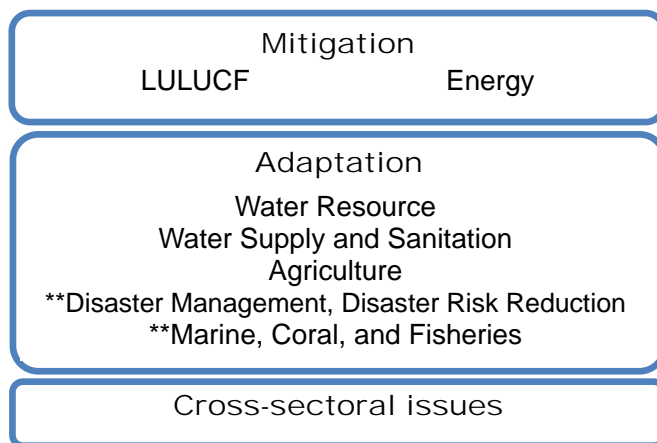 Mitigation
LULUCF Energy
Adaptation
Water Resource
Water Supply and Sanitation
Agriculture
**Disaster Management, Disaster Risk Reduction
**Marine, Coral, and Fisheries
Cross-sectoral issues